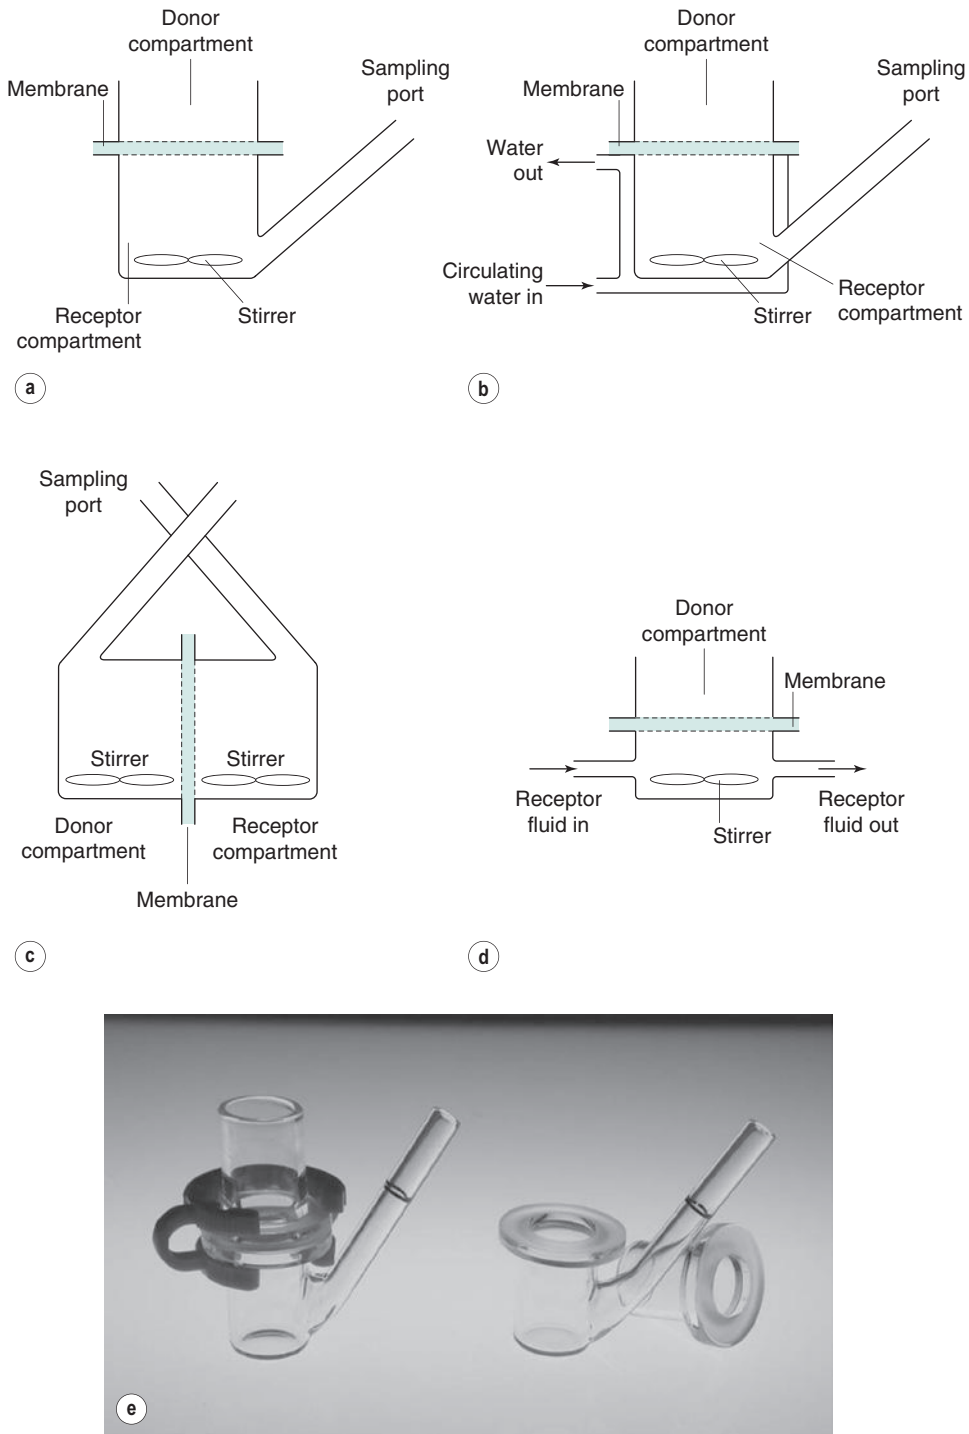 Donor
compartment
Membrane
Sampling
port
Receptor
compartment
Stirrer
a
Donor
compartment
Membrane
Sampling
port
Water
out
Circulating
water in
Receptor
compartment
Stirrer
b
Sampling
port
Stirrer
Stirrer
Donor
compartment
Receptor
compartment
Membrane
c
Donor
compartment
Membrane
Receptor
fluid in
Receptor
fluid out
Stirrer
d
e